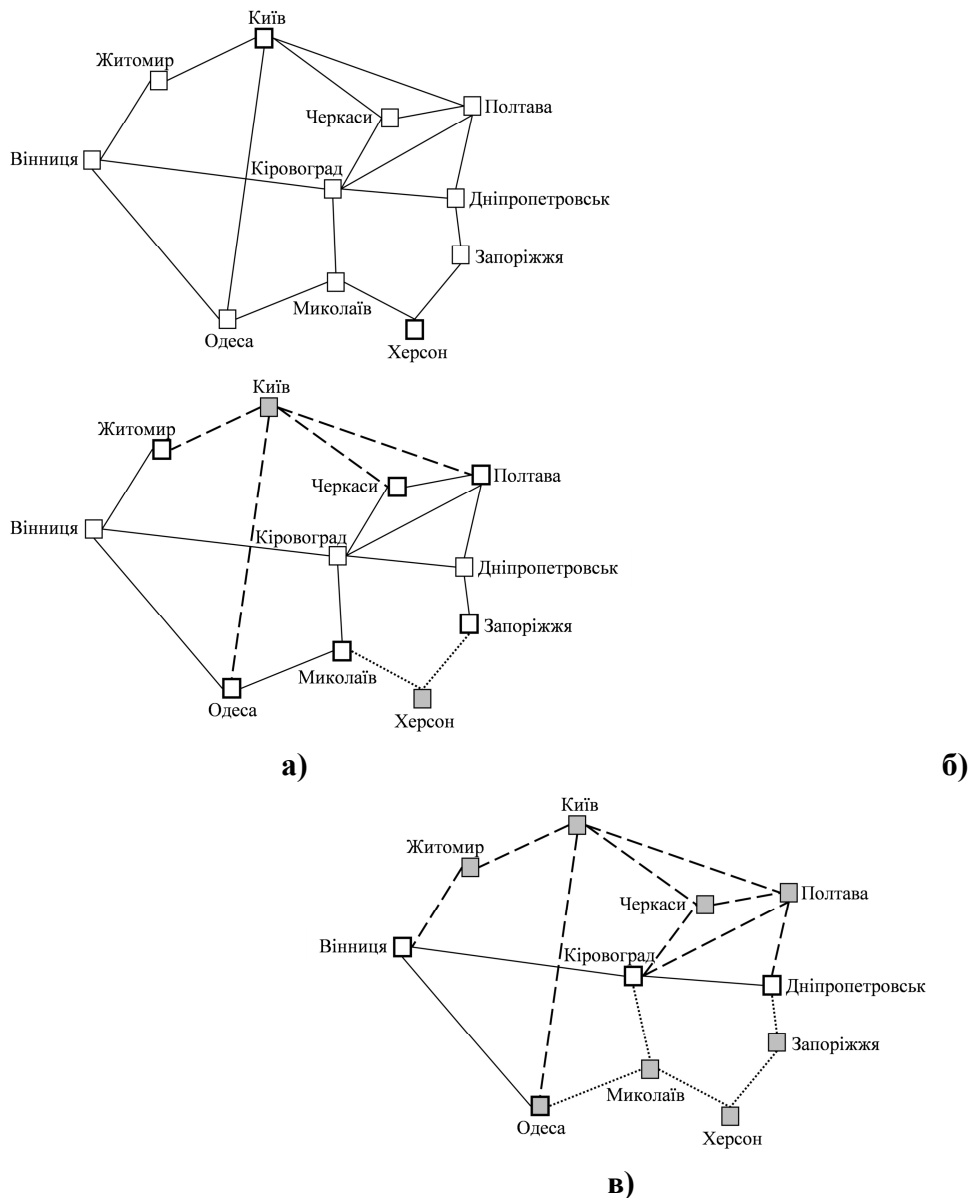 Київ
Житомир
Черкаси
Полтава
Вінниця
Кіровоград
Дніпропетровськ
Запоріжжя
Миколаїв
Одеса
Херсон
Київ
Житомир
Черкаси
Полтава
Вінниця
Кіровоград
Дніпропетровськ
Запоріжжя
Миколаїв
Одеса
Херсон
а)
б)
Київ
Житомир
Черкаси
Полтава
Вінниця
Кіровоград
Дніпропетровськ
Запоріжжя
Миколаїв
Одеса
Херсон
в)